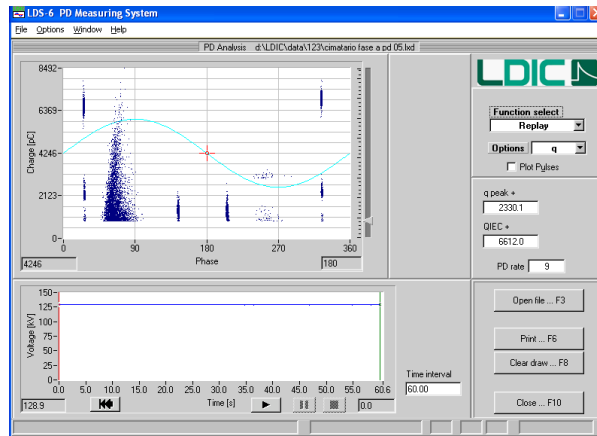 LDS-6 PD Measuring System
File Options Window Help
PD Analysis d:\LDIC\data\123\cimatario fase a pd 05.lxd
8492
6369
4246
2123
0
Charge [pC]
0 90 180 270 360
4246 Phase 180
LDIC
Function select
Replay
Options q
Plot Pulses
q peak +
2330.1
QIEC +
6612.0
PD rate 9
150
125
100
75
50
25
0
Voltage [kV]
0.0 5.0 10.0 15.0 20.0 25.0 30.0 35.0 40.0 45.0 50.0 55.0 60.6
128.9 Time [s] 0.0
Time interval
60.00
Open file ... F3
Print ... F6
Clear draw ... F8
Close ... F10